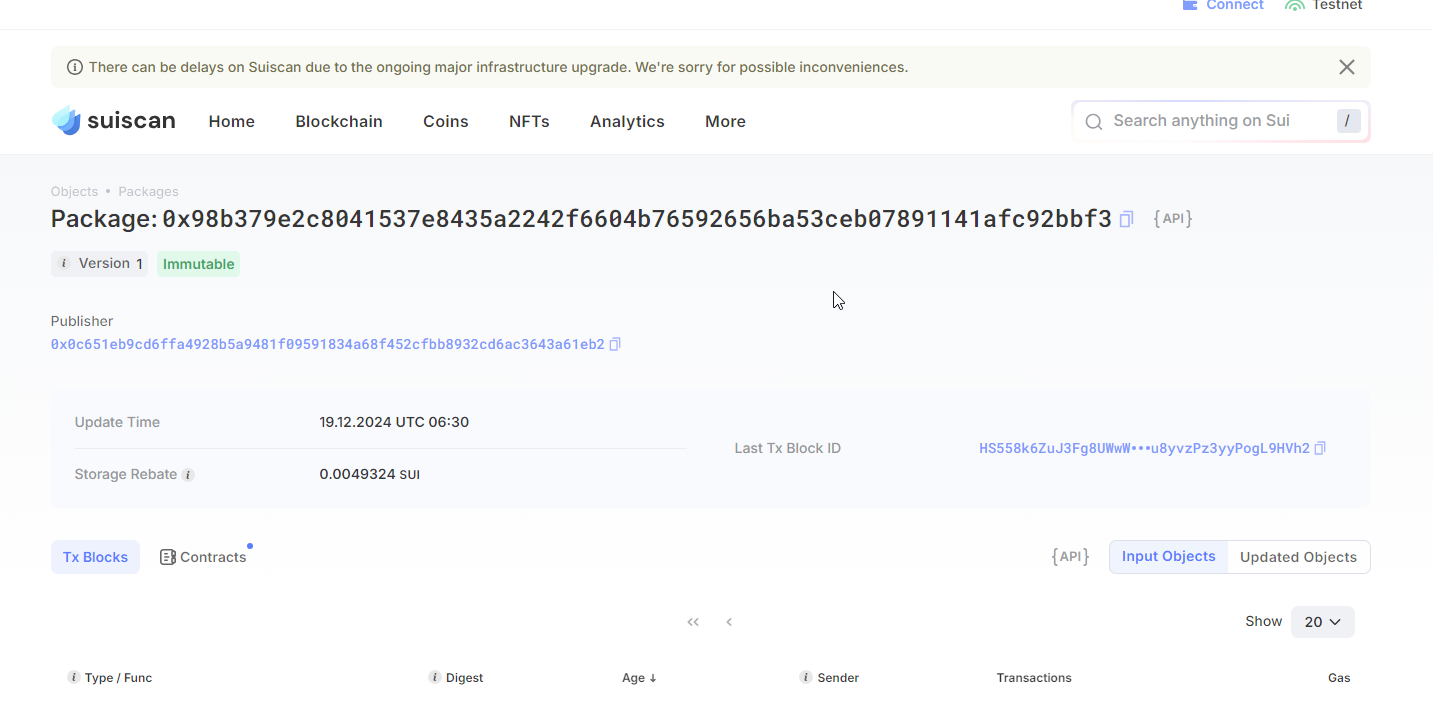 Connect Testnet
There can be delays on Suiscan due to the ongoing major infrastructure upgrade. We're sorry for possible inconveniences.
suiscan Home Blockchain Coins NFTs Analytics More Search anything on Sui /
Objects • Packages
Package: 0x98b379e2c8041537e8435a2242f6604b76592656ba53ceb07891141afc92bbf3 {API}
i Version 1 Immutable
Publisher
0x0c651eb9cd6ffa4928b5a9481f09591834a68f452cfbb8932cd6ac3643a61eb2
Update Time 19.12.2024 UTC 06:30
Last Tx Block ID HS558k6ZuJ3Fg8UWwW•••u8yvzPz3yyPogL9HVh2
Storage Rebate i 0.0049324 SUI
Tx Blocks Contracts {API} Input Objects Updated Objects
« ‹ Show 20
i Type / Func i Digest Age ↓ i Sender Transactions Gas